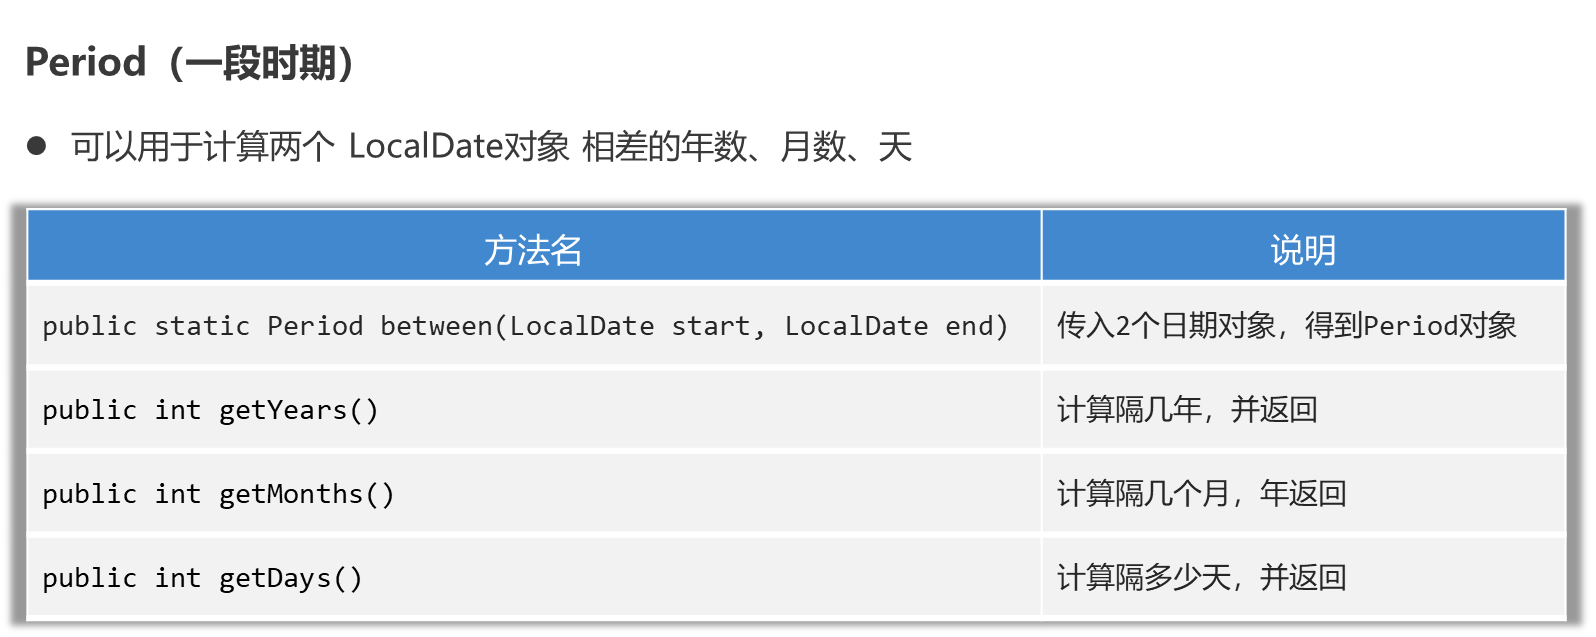 Period（一段时期）
● 可以用于计算两个 LocalDate对象 相差的年数、月数、天
方法名 说明
public static Period between(LocalDate start, LocalDate end) 传入2个日期对象，得到Period对象
public int getYears() 计算隔几年，并返回
public int getMonths() 计算隔几个月，年返回
public int getDays() 计算隔多少天，并返回